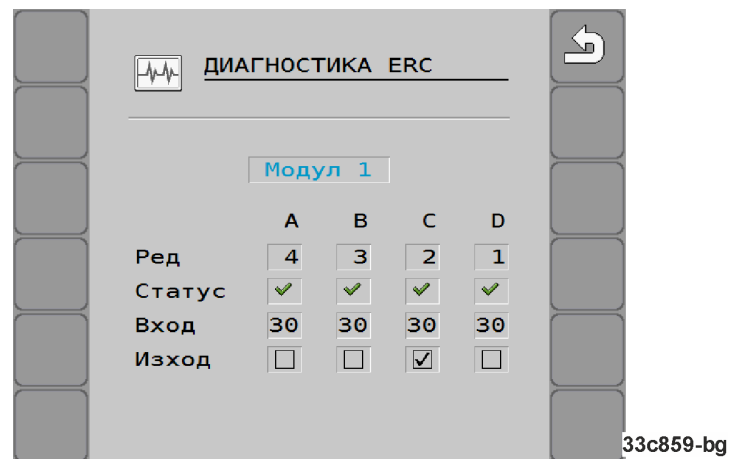 ДИАГНОСТИКА ERC
Модул 1
A B C D
Ред 4 3 2 1
Статус
Вход 30 30 30 30
Изход
33c859-bg